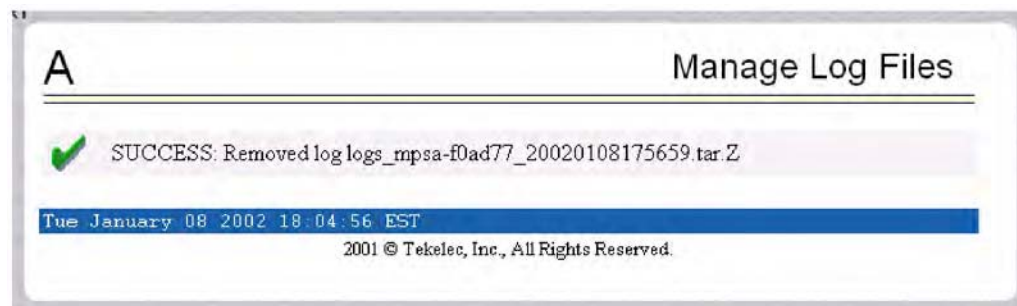 A
Manage Log Files
SUCCESS: Removed log logs_mpsa-f0ad77_20020108175659.tar.Z
Tue January 08 2002 18:04:56 EST
2001 © Tekelec, Inc., All Rights Reserved.